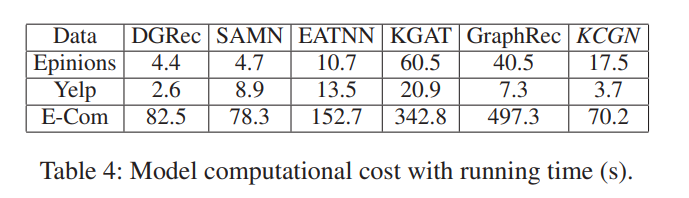 Data DGRec SAMN EATNN KGAT GraphRec KCGN
Epinions 4.4 4.7 10.7 60.5 40.5 17.5
Yelp 2.6 8.9 13.5 20.9 7.3 3.7
E-Com 82.5 78.3 152.7 342.8 497.3 70.2
Table 4: Model computational cost with running time (s).